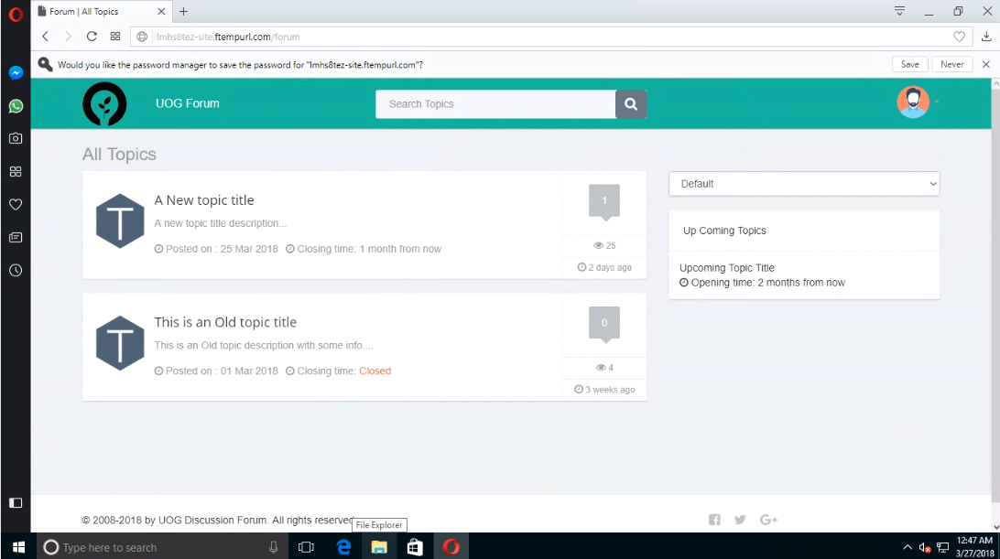 Forum | All Topics
lmhs8tez-site.ftempurl.com/forum
Would you like the password manager to save the password for "lmhs8tez-site.ftempurl.com"?
Save
Never
UOG Forum
Search Topics
All Topics
T
A New topic title
A new topic title description...
Posted on : 25 Mar 2018 Closing time: 1 month from now
1
25
2 days ago
T
This is an Old topic title
This is an Old topic description with some info....
Posted on : 01 Mar 2018 Closing time: Closed
0
4
3 weeks ago
Default
Up Coming Topics
Upcoming Topic Title
Opening time: 2 months from now
© 2008-2018 by UOG Discussion Forum. All rights reserved
File Explorer
Type here to search
12:47 AM
3/27/2018